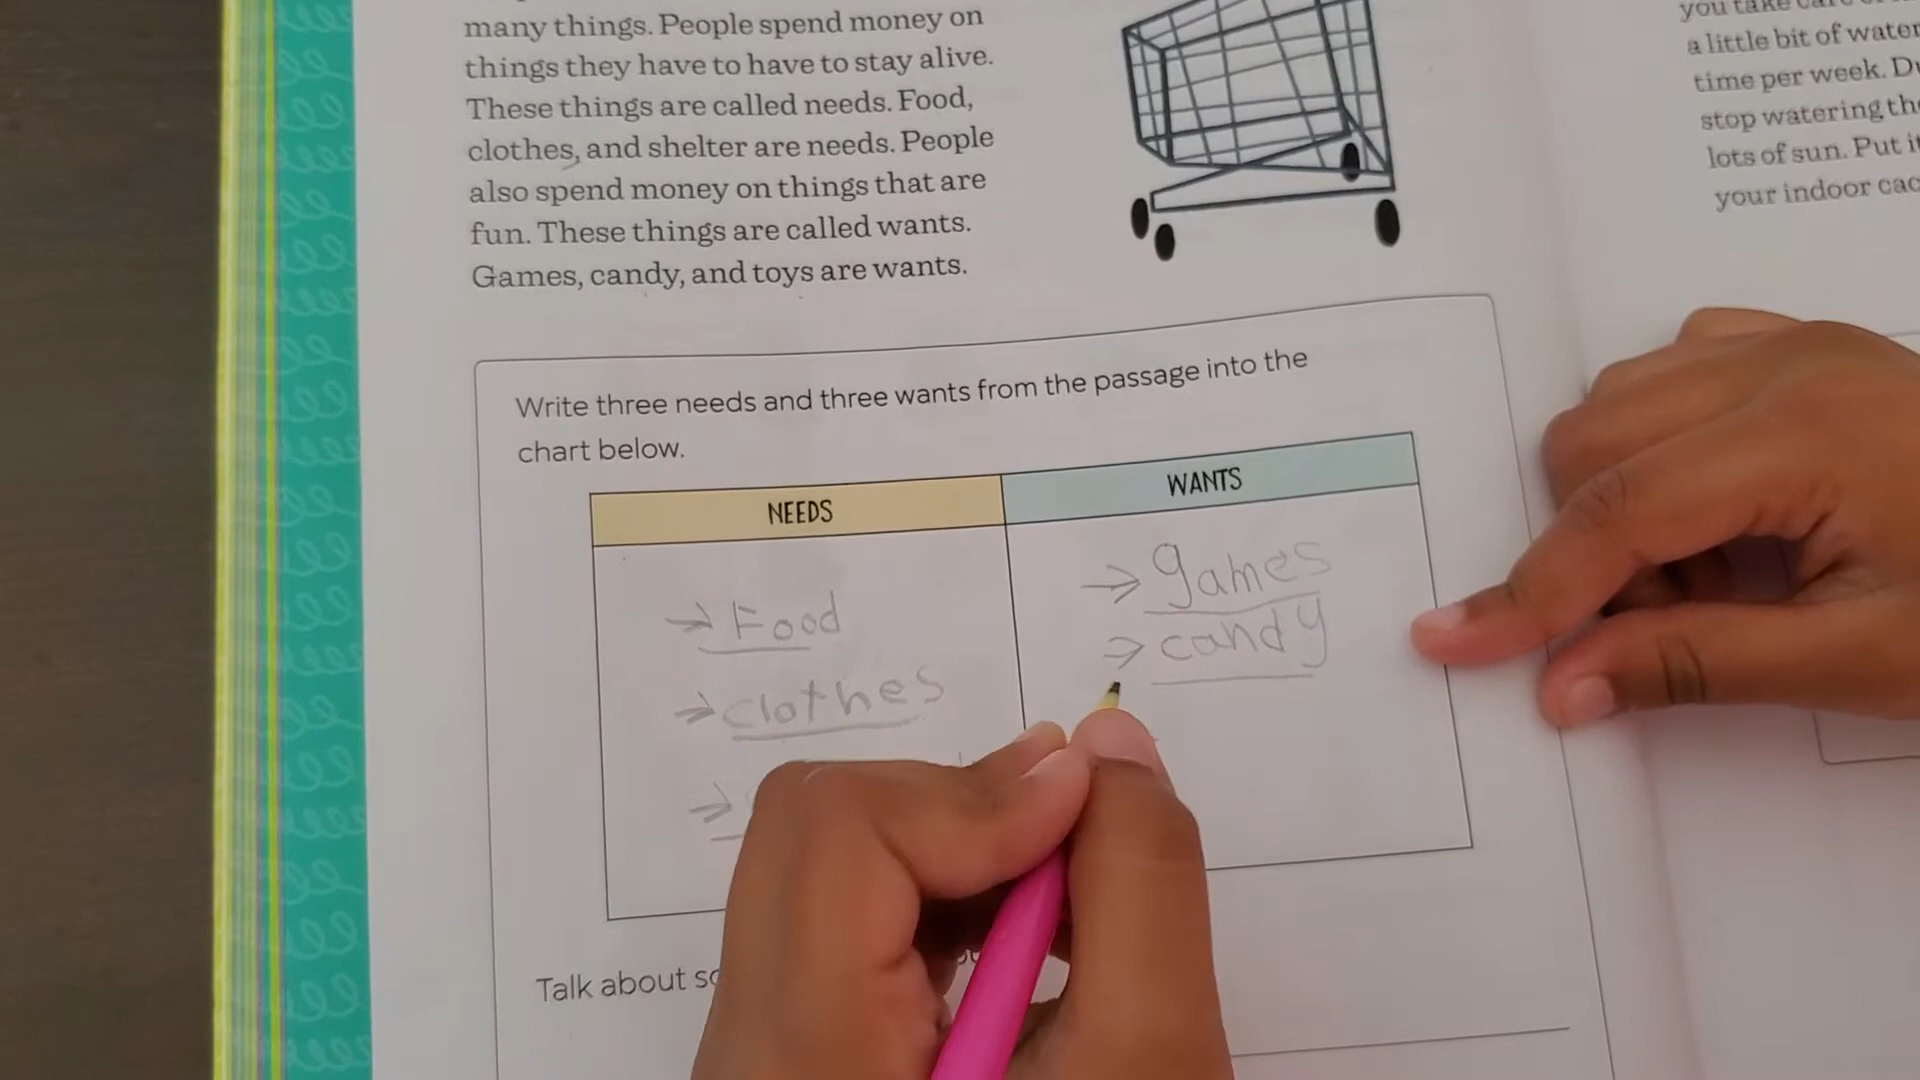 many things. People spend money on
things they have to have to stay alive.
These things are called needs. Food,
clothes, and shelter are needs. People
also spend money on things that are
fun. These things are called wants.
Games, candy, and toys are wants.
Write three needs and three wants from the passage into the
chart below.
NEEDS
→ Food
→ clothes
→
WANTS
→ games
→ candy
Talk about
you take
a little bit of water
time per week.
stop watering
lots of sun. Put
your indoor